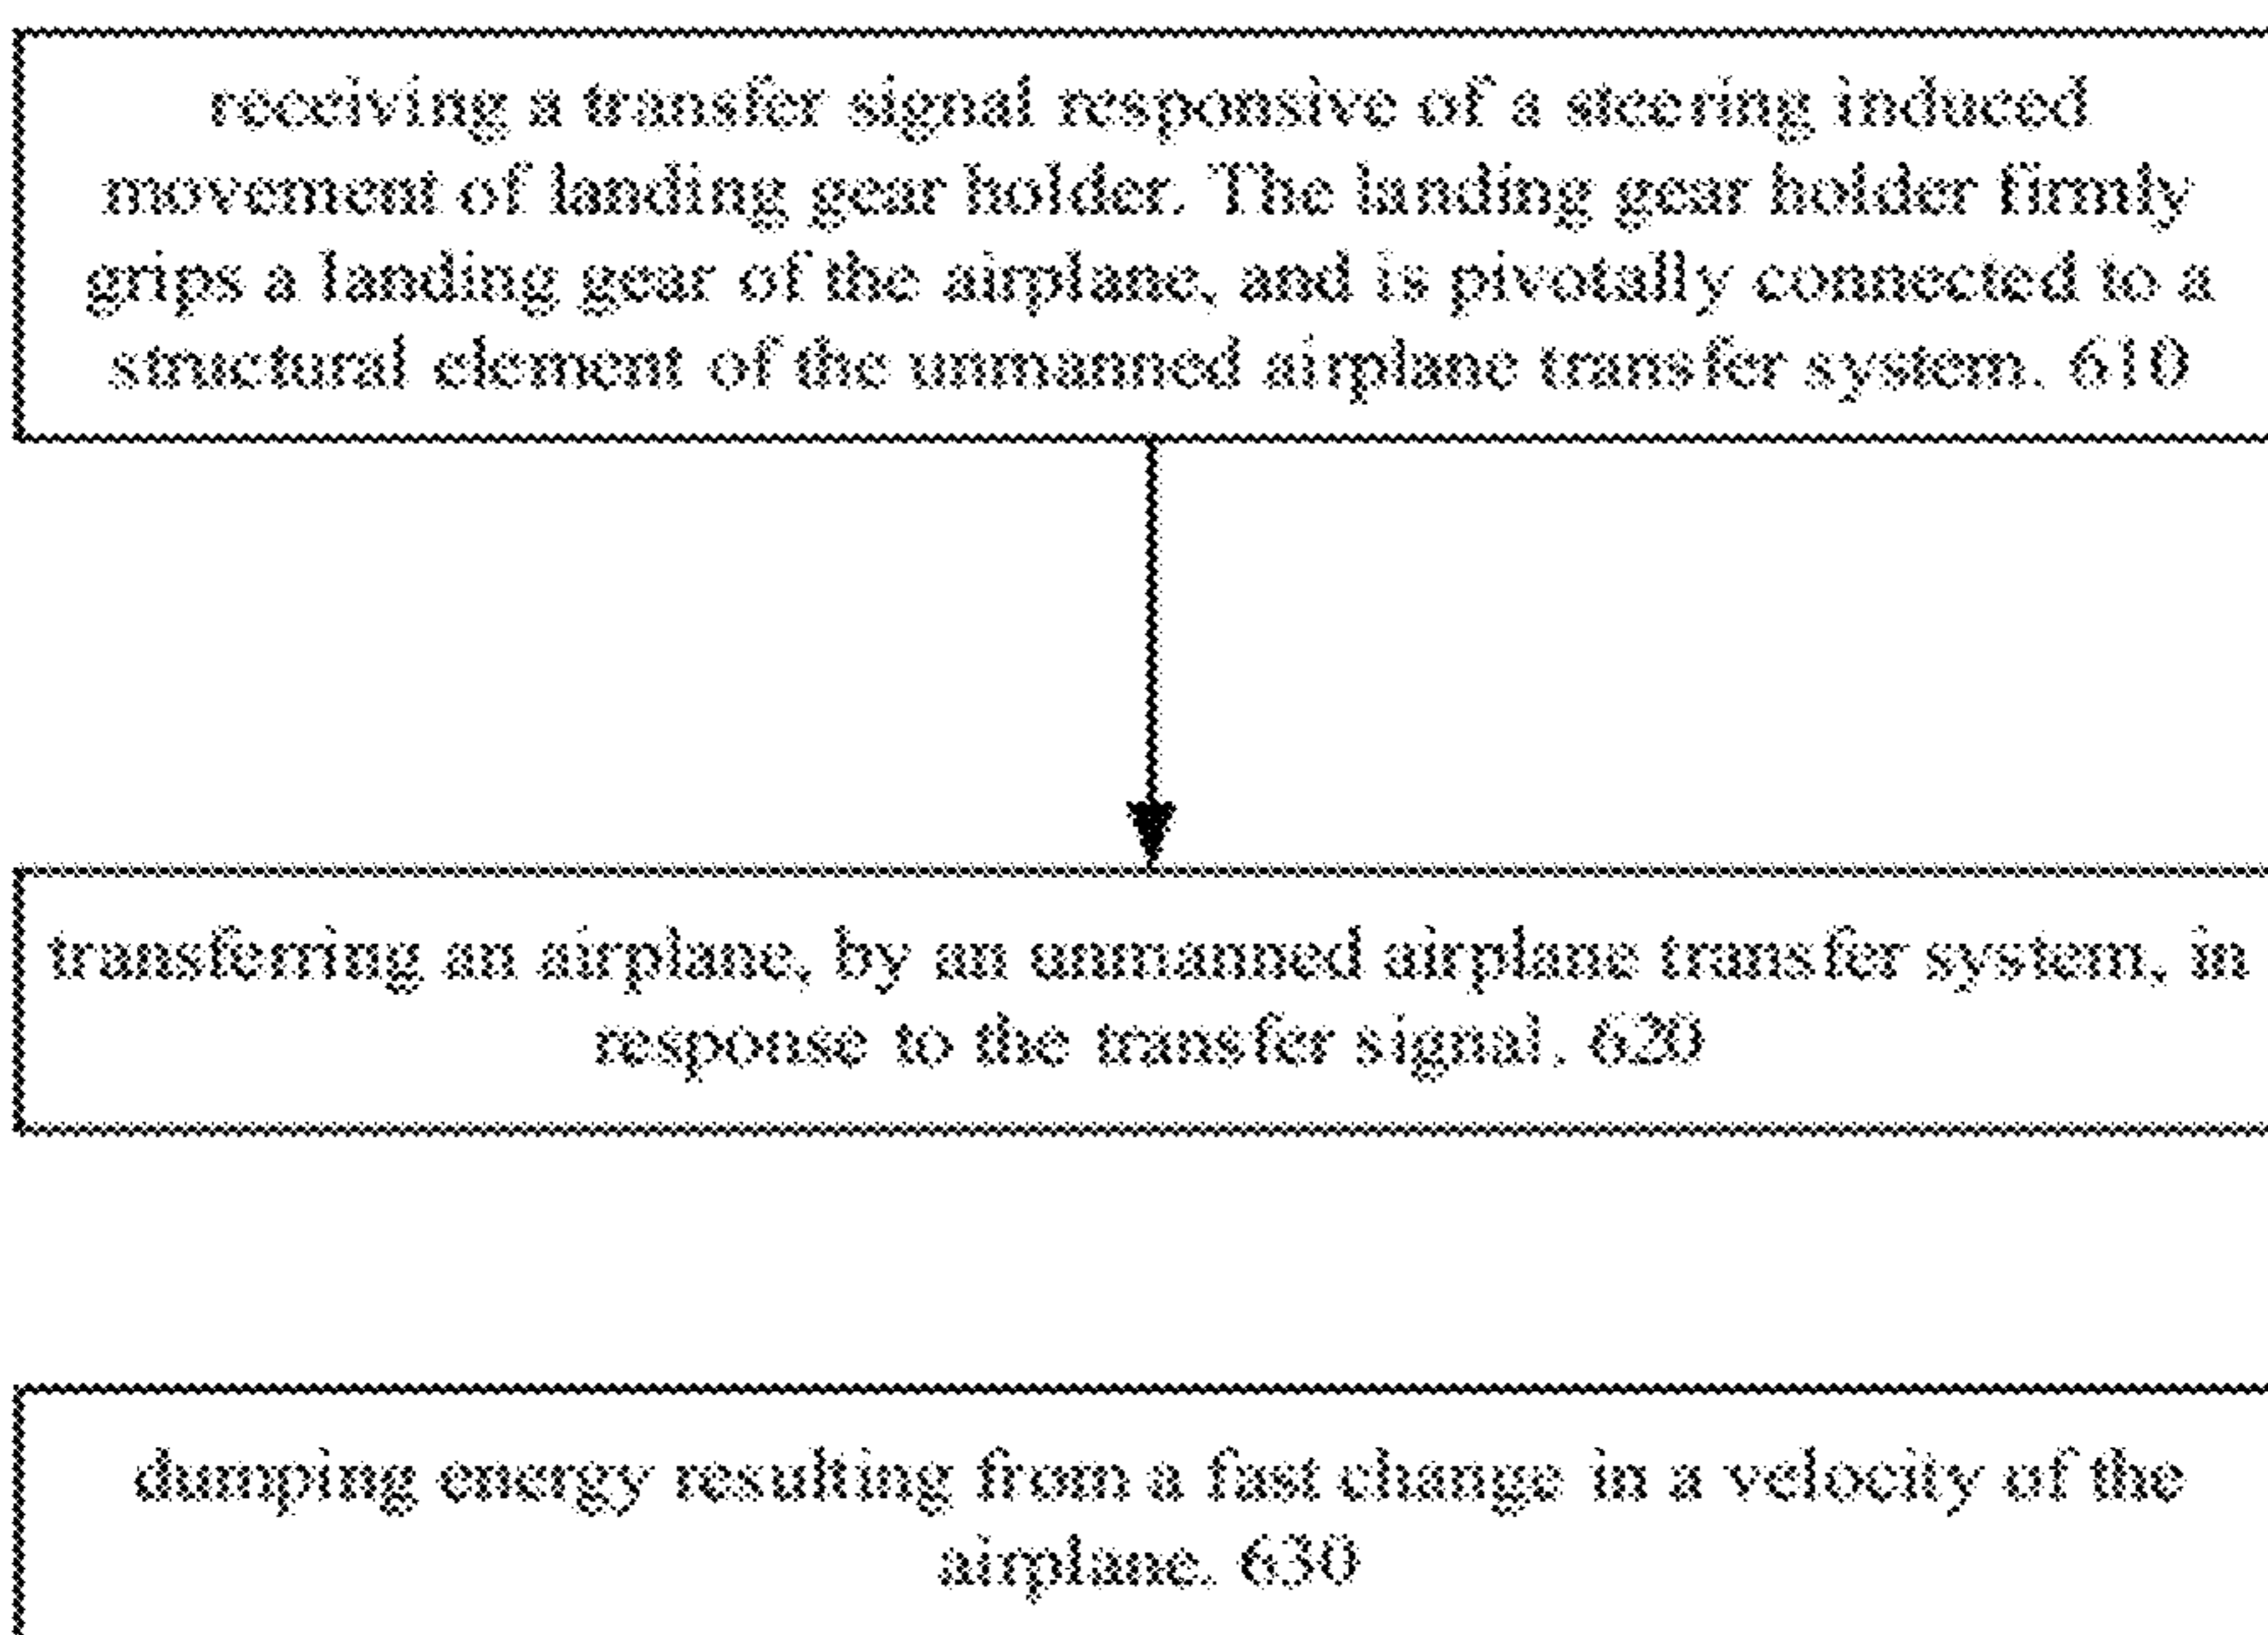 receiving a transfer signal responsive of a steering induced
movement of landing gear holder. The landing gear holder firmly
grips a landing gear of the airplane, and is pivotally connected to a
structural element of the unmanned airplane transfer system. 610
transferring an airplane, by an unmanned airplane transfer system, in
response to the transfer signal. 620
dumping energy resulting from a fast change in a velocity of the
airplane. 630